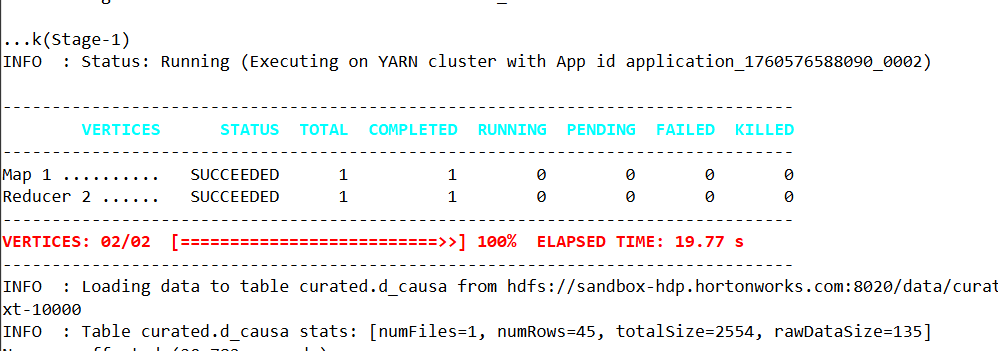 ...k(Stage-1)
INFO  : Status: Running (Executing on YARN cluster with App id application_1760576588090_0002)
--------------------------------------------------------------------------------
        VERTICES      STATUS  TOTAL  COMPLETED  RUNNING  PENDING  FAILED  KILLED
--------------------------------------------------------------------------------
Map 1 ..........   SUCCEEDED      1          1        0        0       0       0
Reducer 2 ......   SUCCEEDED      1          1        0        0       0       0
--------------------------------------------------------------------------------
VERTICES: 02/02  [==========================>>] 100%  ELAPSED TIME: 19.77 s
--------------------------------------------------------------------------------
INFO  : Loading data to table curated.d_causa from hdfs://sandbox-hdp.hortonworks.com:8020/data/curat
xt-10000
INFO  : Table curated.d_causa stats: [numFiles=1, numRows=45, totalSize=2554, rawDataSize=135]